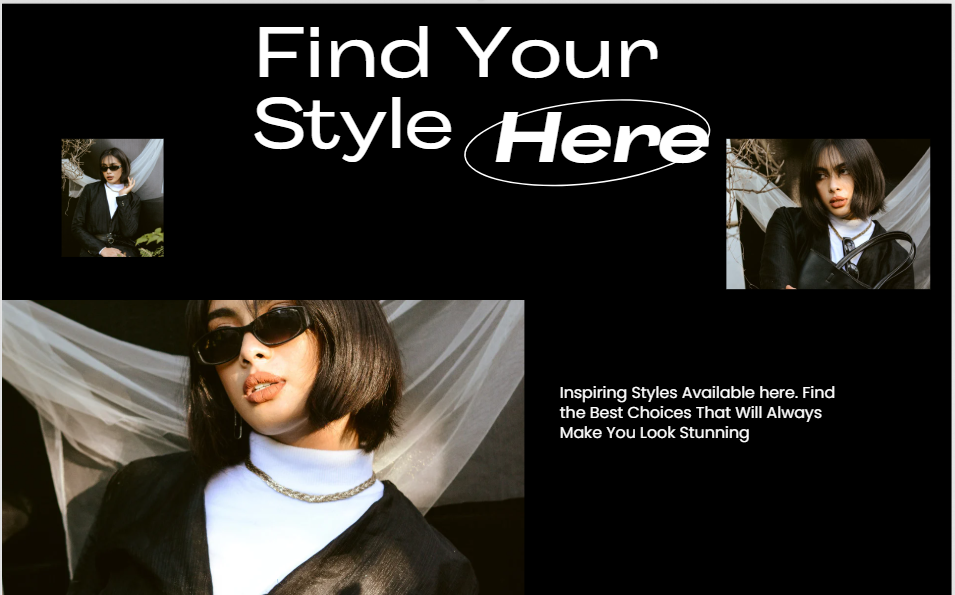 Find Your
Style Here
Inspiring Styles Available here. Find
the Best Choices That Will Always
Make You Look Stunning